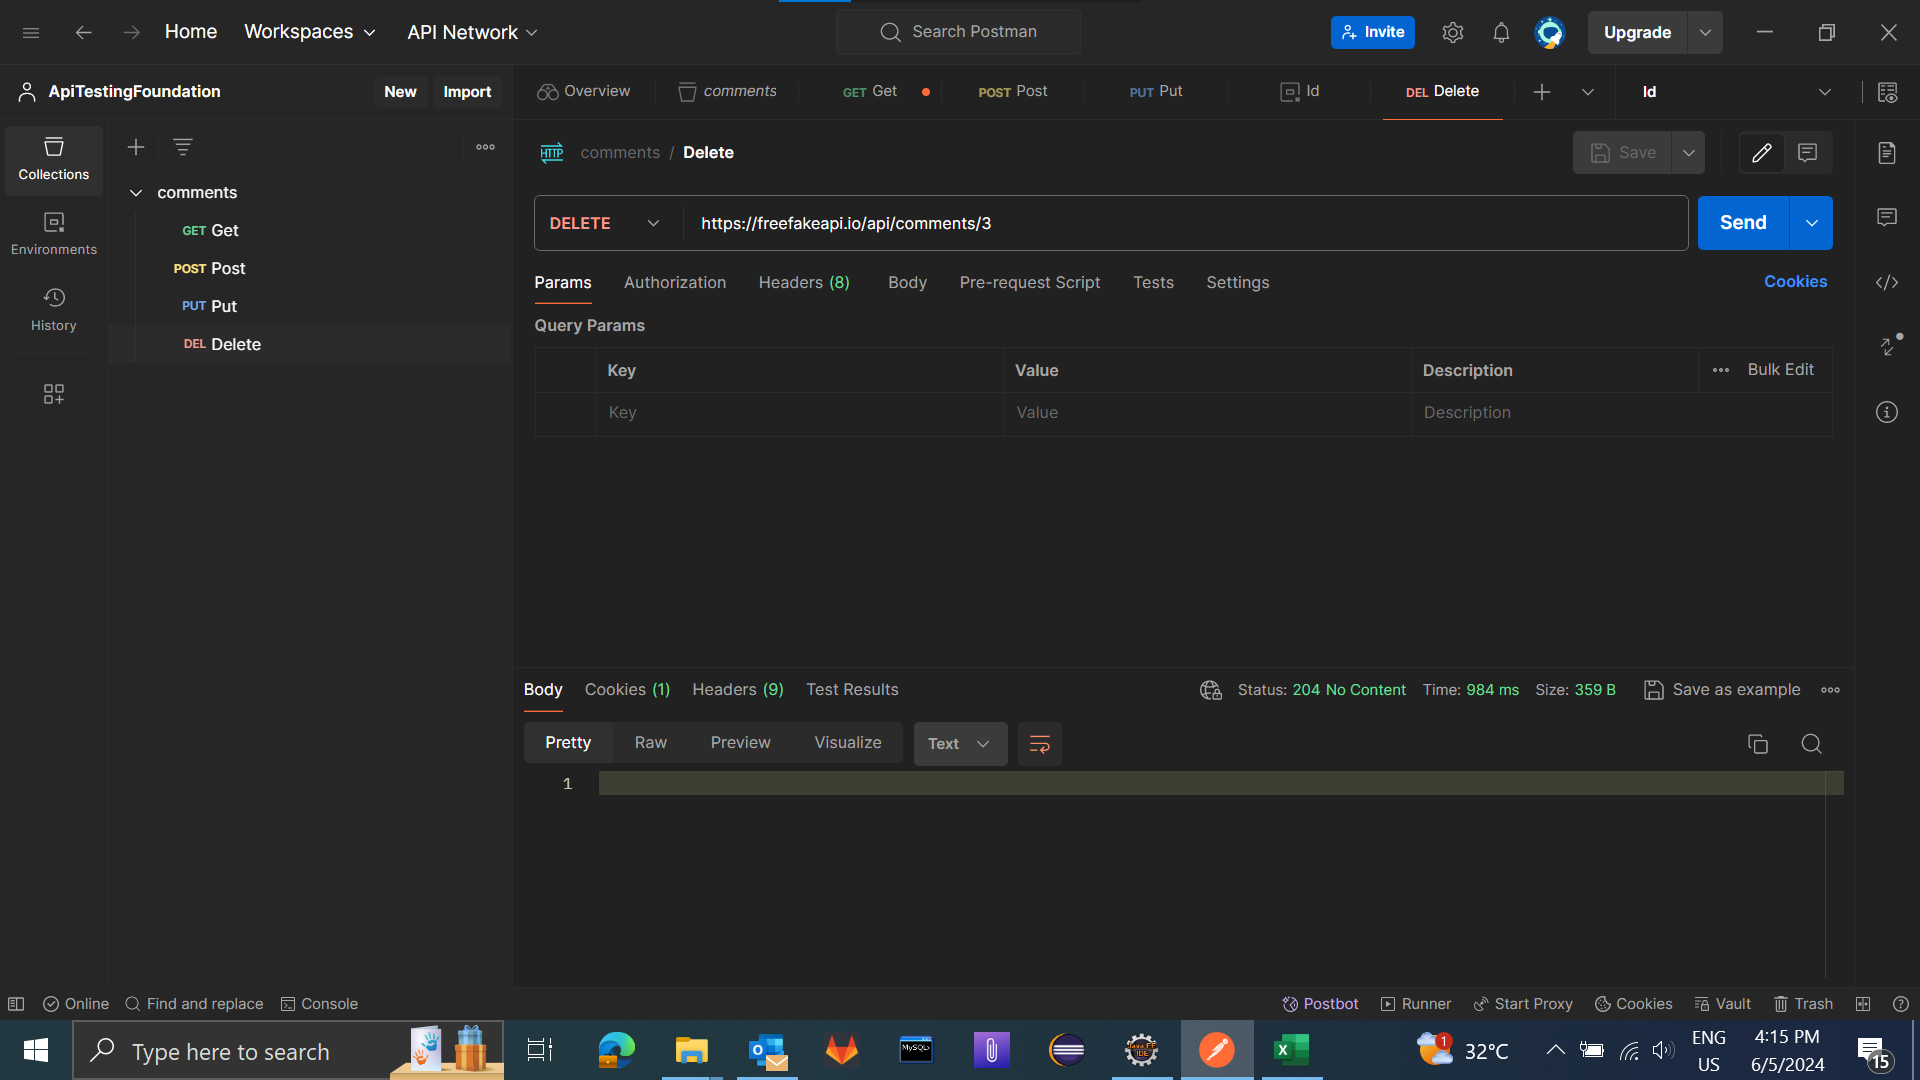 Home Workspaces API Network Search Postman Invite Upgrade
ApiTestingFoundation New Import Overview comments GET Get POST Post PUT Put Id DEL Delete Id
Collections
Environments
History
comments
GET Get
POST Post
PUT Put
DEL Delete
HTTP comments / Delete Save
DELETE https://freefakeapi.io/api/comments/3 Send
Params Authorization Headers (8) Body Pre-request Script Tests Settings Cookies
Query Params
Key Value Description Bulk Edit
Key Value Description
Body Cookies (1) Headers (9) Test Results Status: 204 No Content Time: 984 ms Size: 359 B Save as example
Pretty Raw Preview Visualize Text
1
Online Find and replace Console Postbot Runner Start Proxy Cookies Vault Trash
Type here to search MySQL Java EE IDE 1 32°C ENG US 4:15 PM 6/5/2024 15